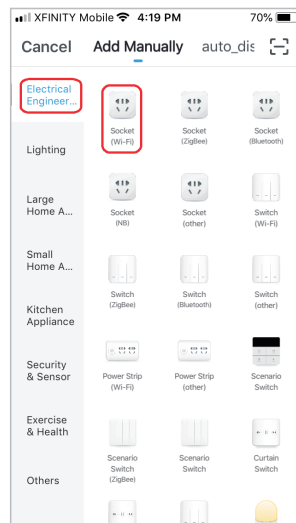 XFINITY Mobile 4:19 PM 70%
Cancel Add Manually auto_dis
Electrical
Engineer...
Lighting
Large
Home A...
Small
Home A...
Kitchen
Appliance
Security
& Sensor
Exercise
& Health
Others
Socket
(Wi-Fi)
Socket
(ZigBee)
Socket
(Bluetooth)
Socket
(NB)
Socket
(other)
Switch
(Wi-Fi)
Switch
(ZigBee)
Switch
(Bluetooth)
Switch
(other)
Power Strip
(Wi-Fi)
Power Strip
(other)
Scenario
Switch
Scenario
Switch
(ZigBee)
Scenario
Switch
Curtain
Switch